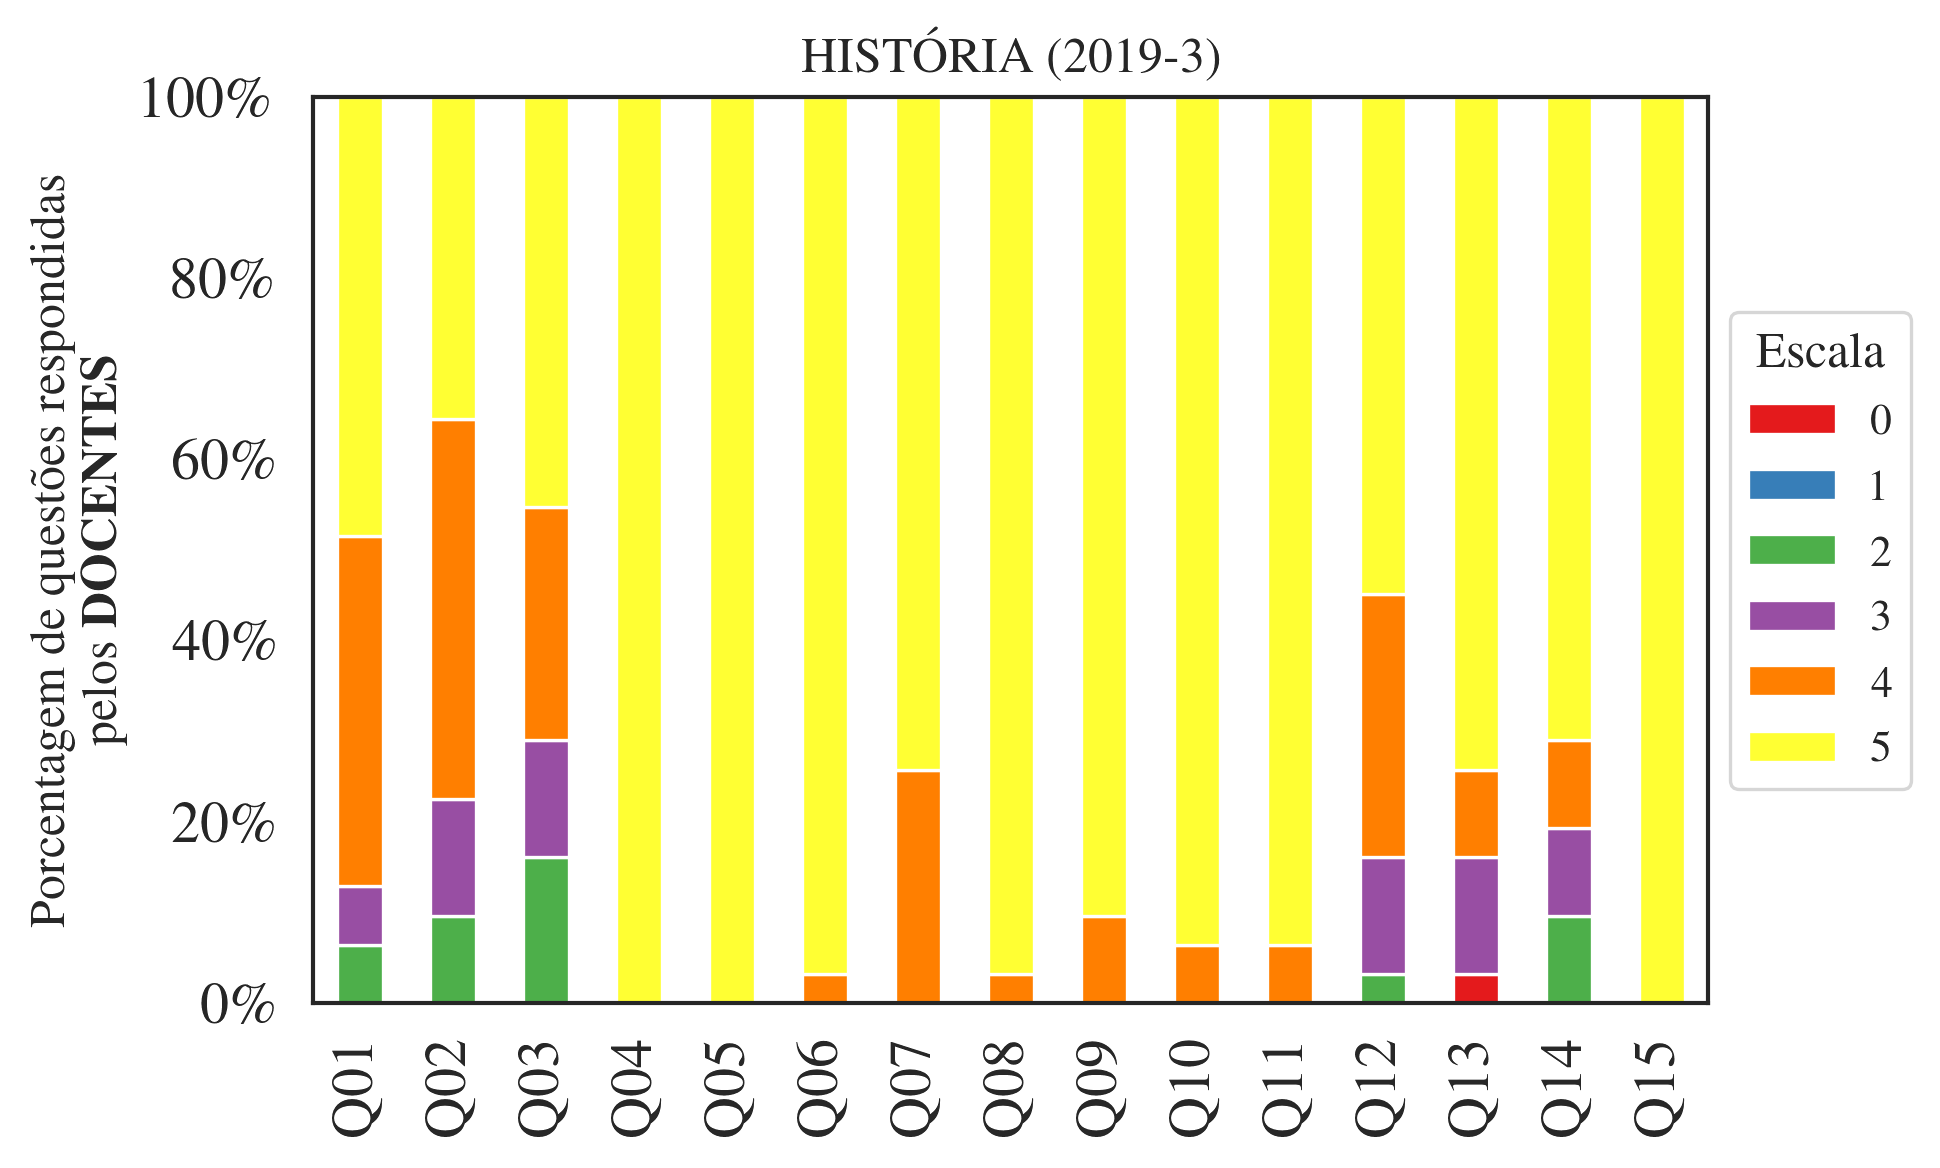 HISTÓRIA (2019-3)
Porcentagem de questões respondidas
pelos DOCENTES
100%
80%
60%
40%
20%
0%
Q01
Q02
Q03
Q04
Q05
Q06
Q07
Q08
Q09
Q10
Q11
Q12
Q13
Q14
Q15
Escala
0
1
2
3
4
5